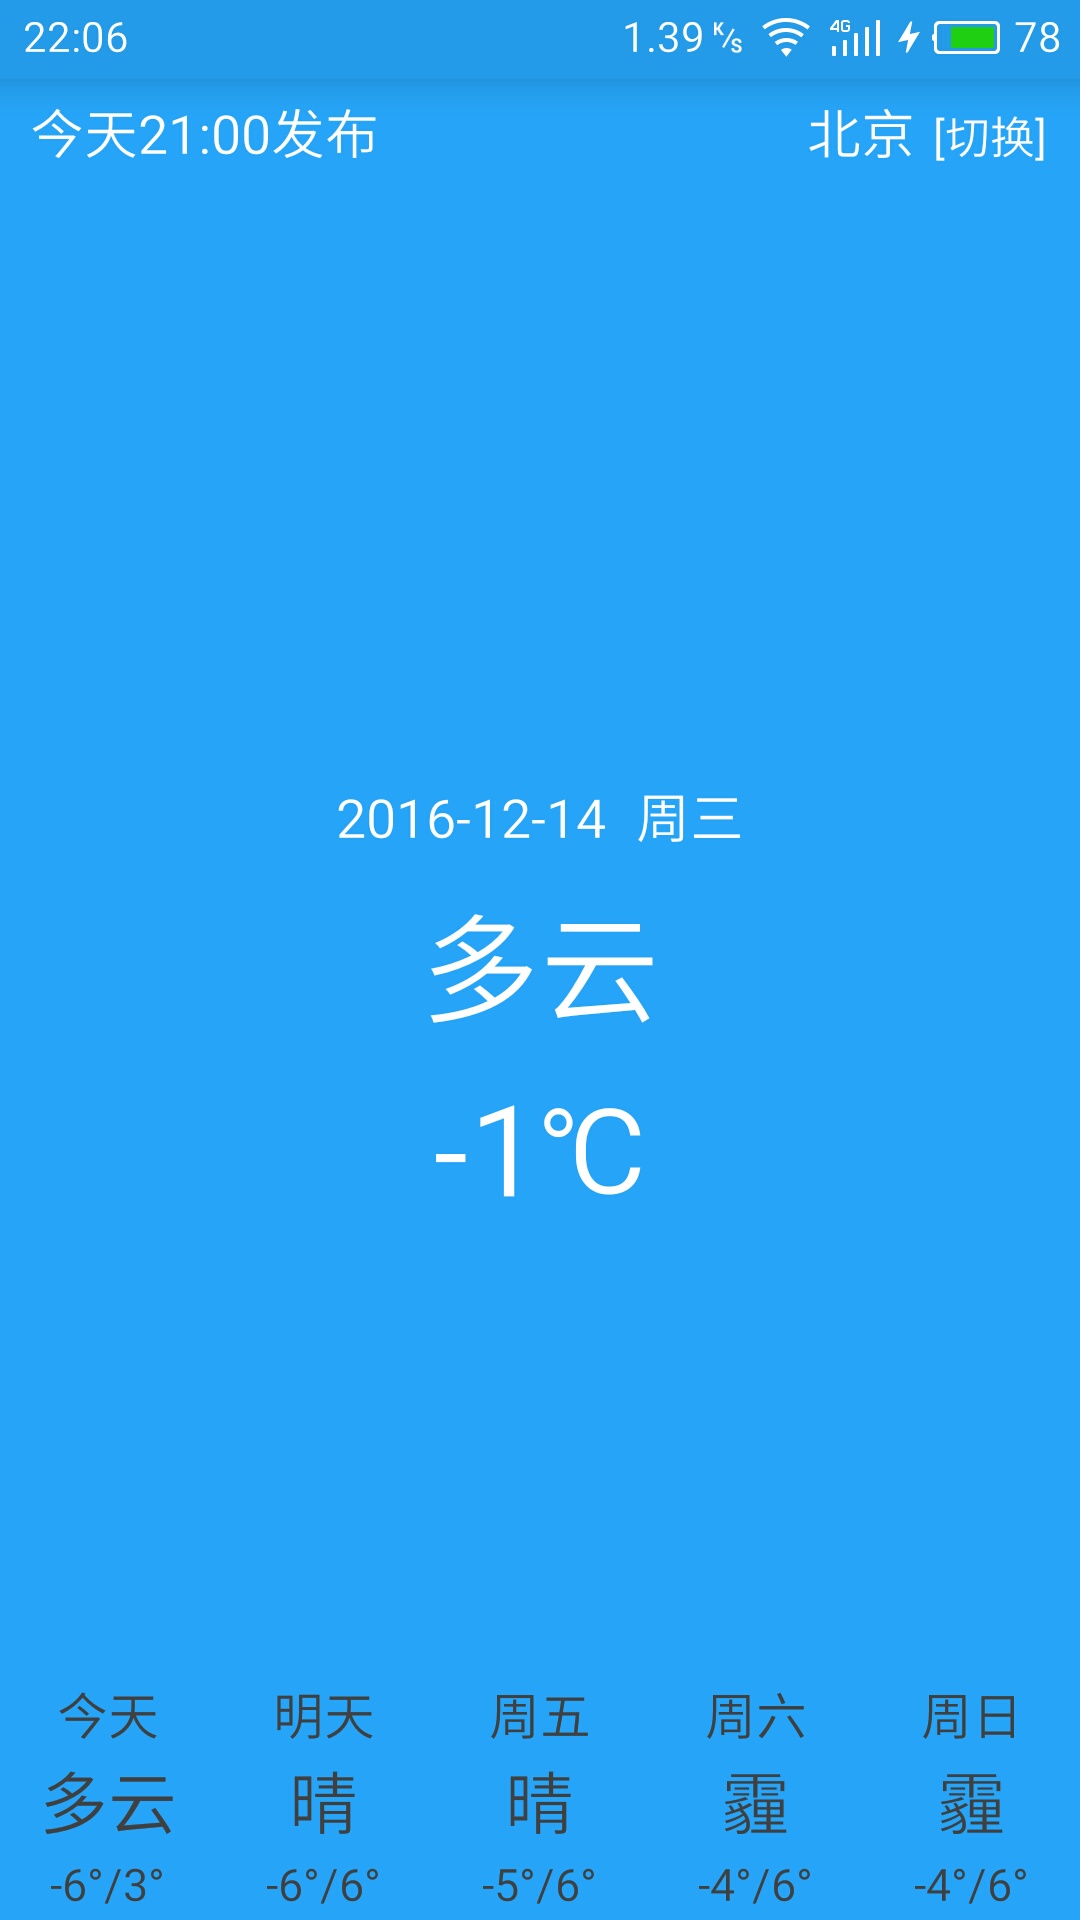 22:06 1.39 K/S 4G 78
今天21:00发布 北京 [切换]
2016-12-14 周三
多云
-1℃
今天 明天 周五 周六 周日
多云 晴 晴 霾 霾
-6°/3° -6°/6° -5°/6° -4°/6° -4°/6°